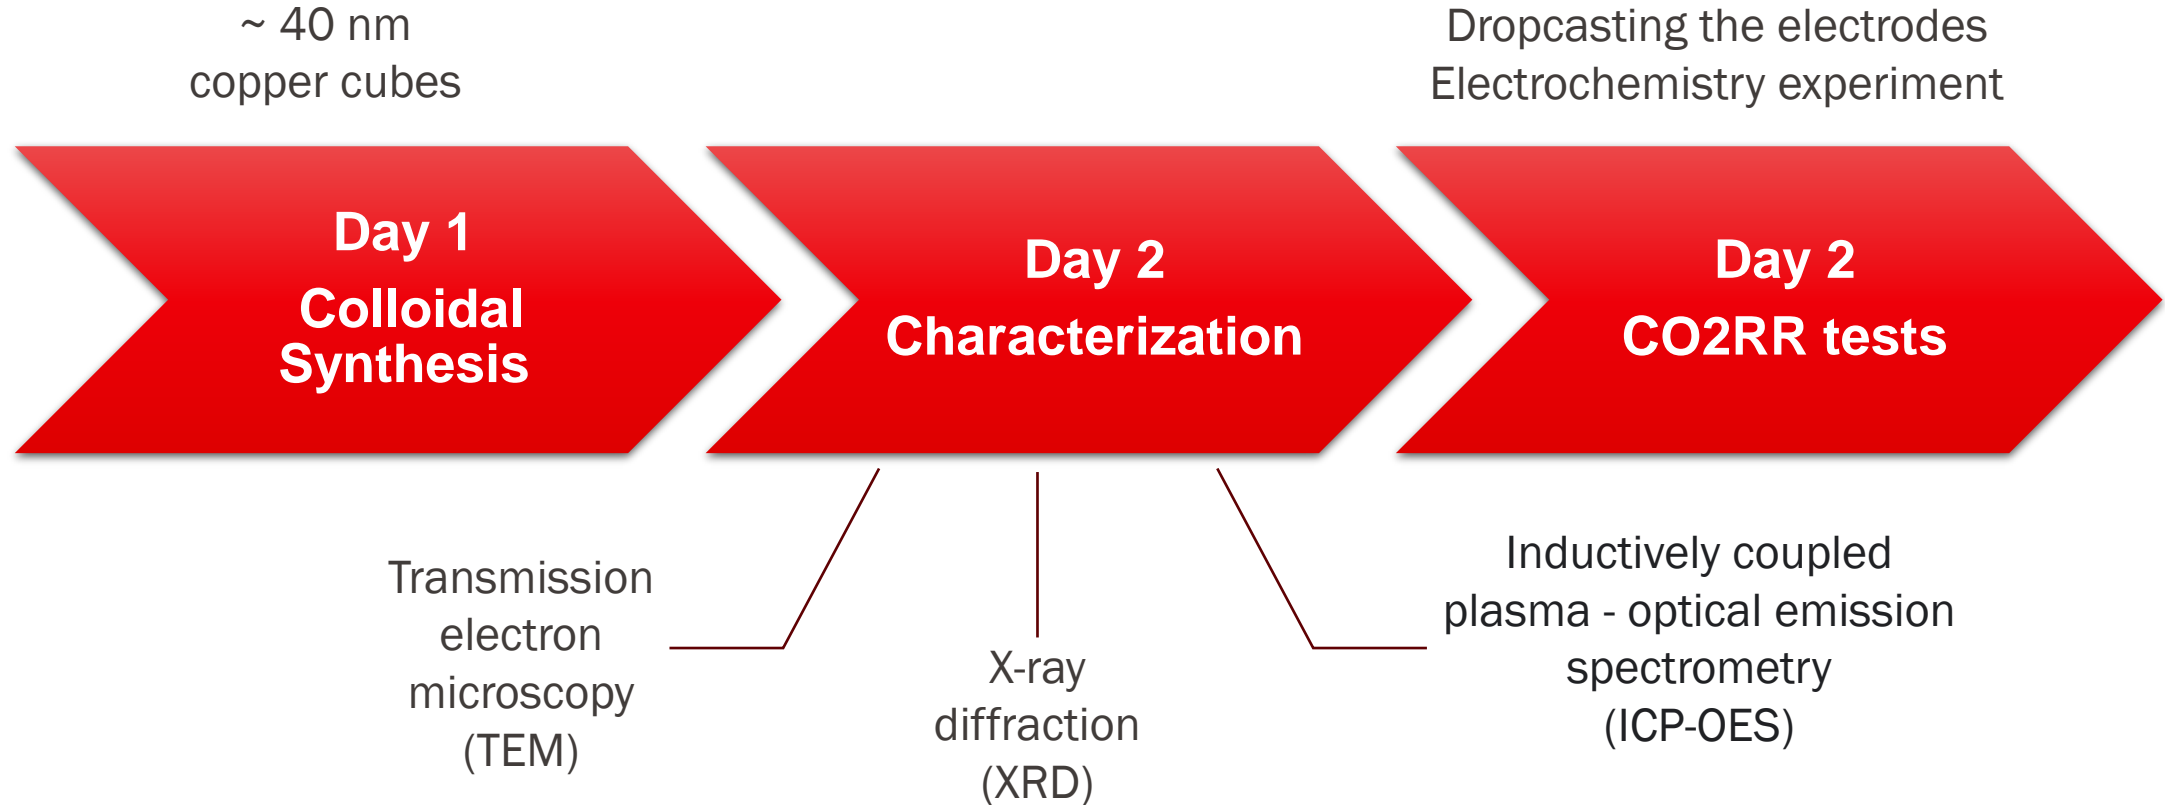 ~ 40 nm
copper cubes
Dropcasting the electrodes
Electrochemistry experiment
Day 1
Colloidal
Synthesis
Day 2
Characterization
Day 2
CO2RR tests
Transmission
electron
microscopy
(TEM)
X-ray
diffraction
(XRD)
Inductively coupled
plasma - optical emission
spectrometry
(ICP-OES)